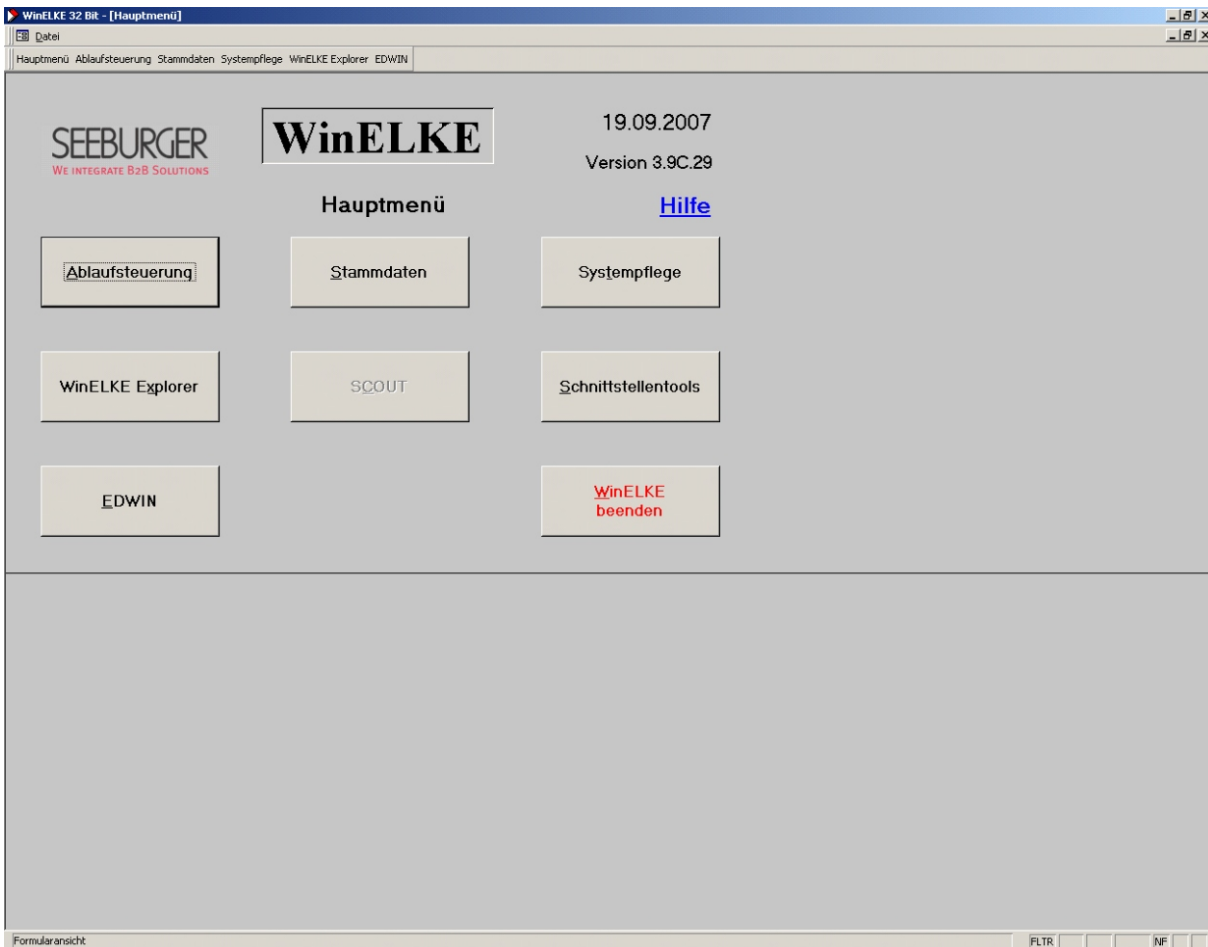 WinELKE 32 Bit - [Hauptmenü]
Datei
Hauptmenü Ablaufsteuerung Stammdaten Systempflege WinELKE Explorer EDWIN
SEEBURGER
WE INTEGRATE B2B SOLUTIONS
WinELKE
19.09.2007
Version 3.9C.29
Hauptmenü
Hilfe
Ablaufsteuerung
Stammdaten
Systempflege
WinELKE Explorer
SCOUT
Schnittstellentools
EDWIN
WinELKE
beenden
Formularansicht
FLTR
NF